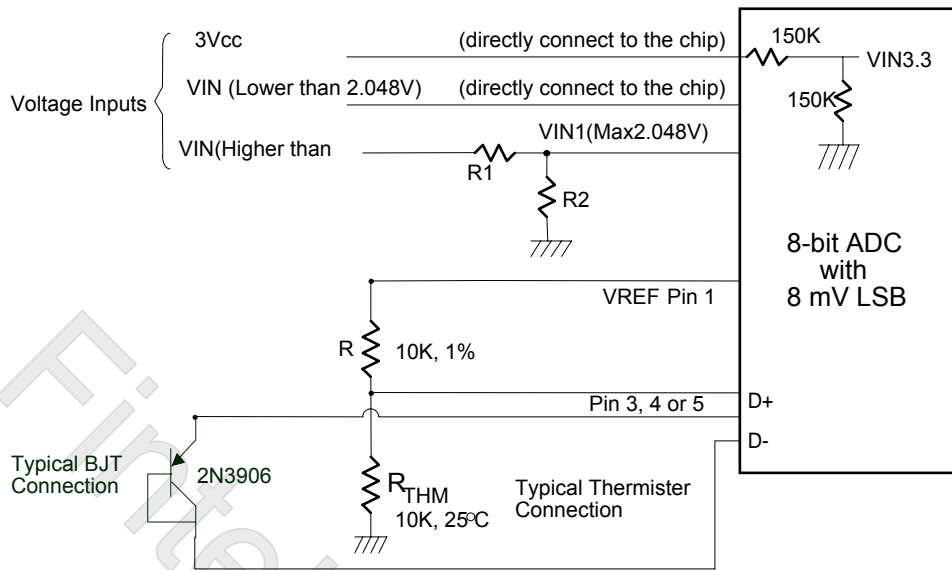 3Vcc
(directly connect to the chip)
150K
VIN3.3
Voltage Inputs
VIN (Lower than 2.048V)
(directly connect to the chip)
150K
VIN(Higher than
VIN1(Max2.048V)
R1
R2
8-bit ADC
with
8 mV LSB
VREF Pin 1
R
10K, 1%
Pin 3, 4 or 5
D+
D-
Typical BJT
Connection
2N3906
RTHM
10K, 25°C
Typical Thermister
Connection
Finte